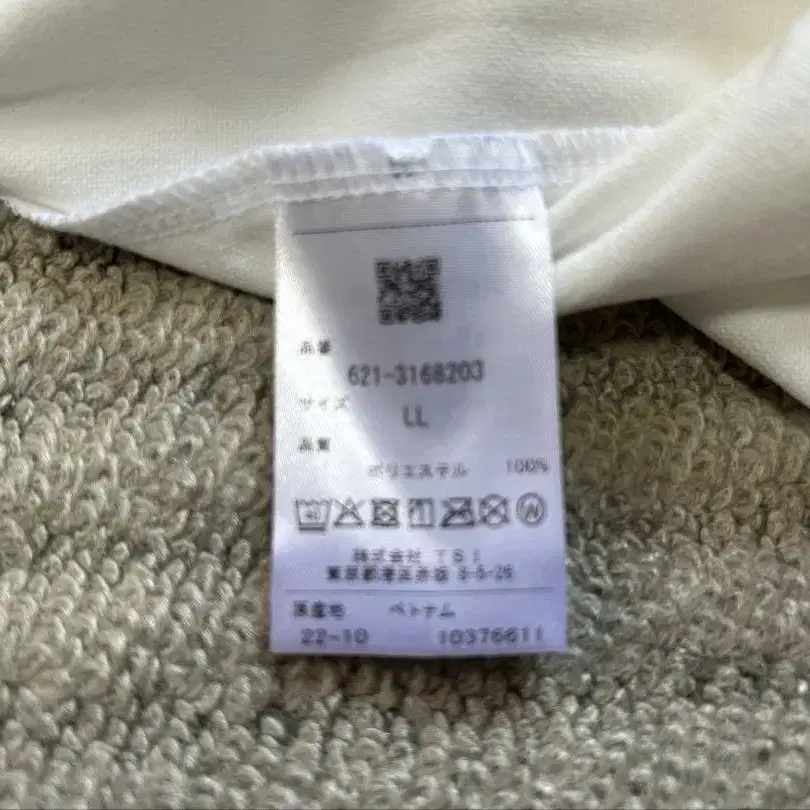 品番
621-3168203
サイズ
LL
品質
ポリエステル 100%
株式会社 TSI
東京都港区赤坂 8-5-26
原産地 ベトナム
22-10 10376611